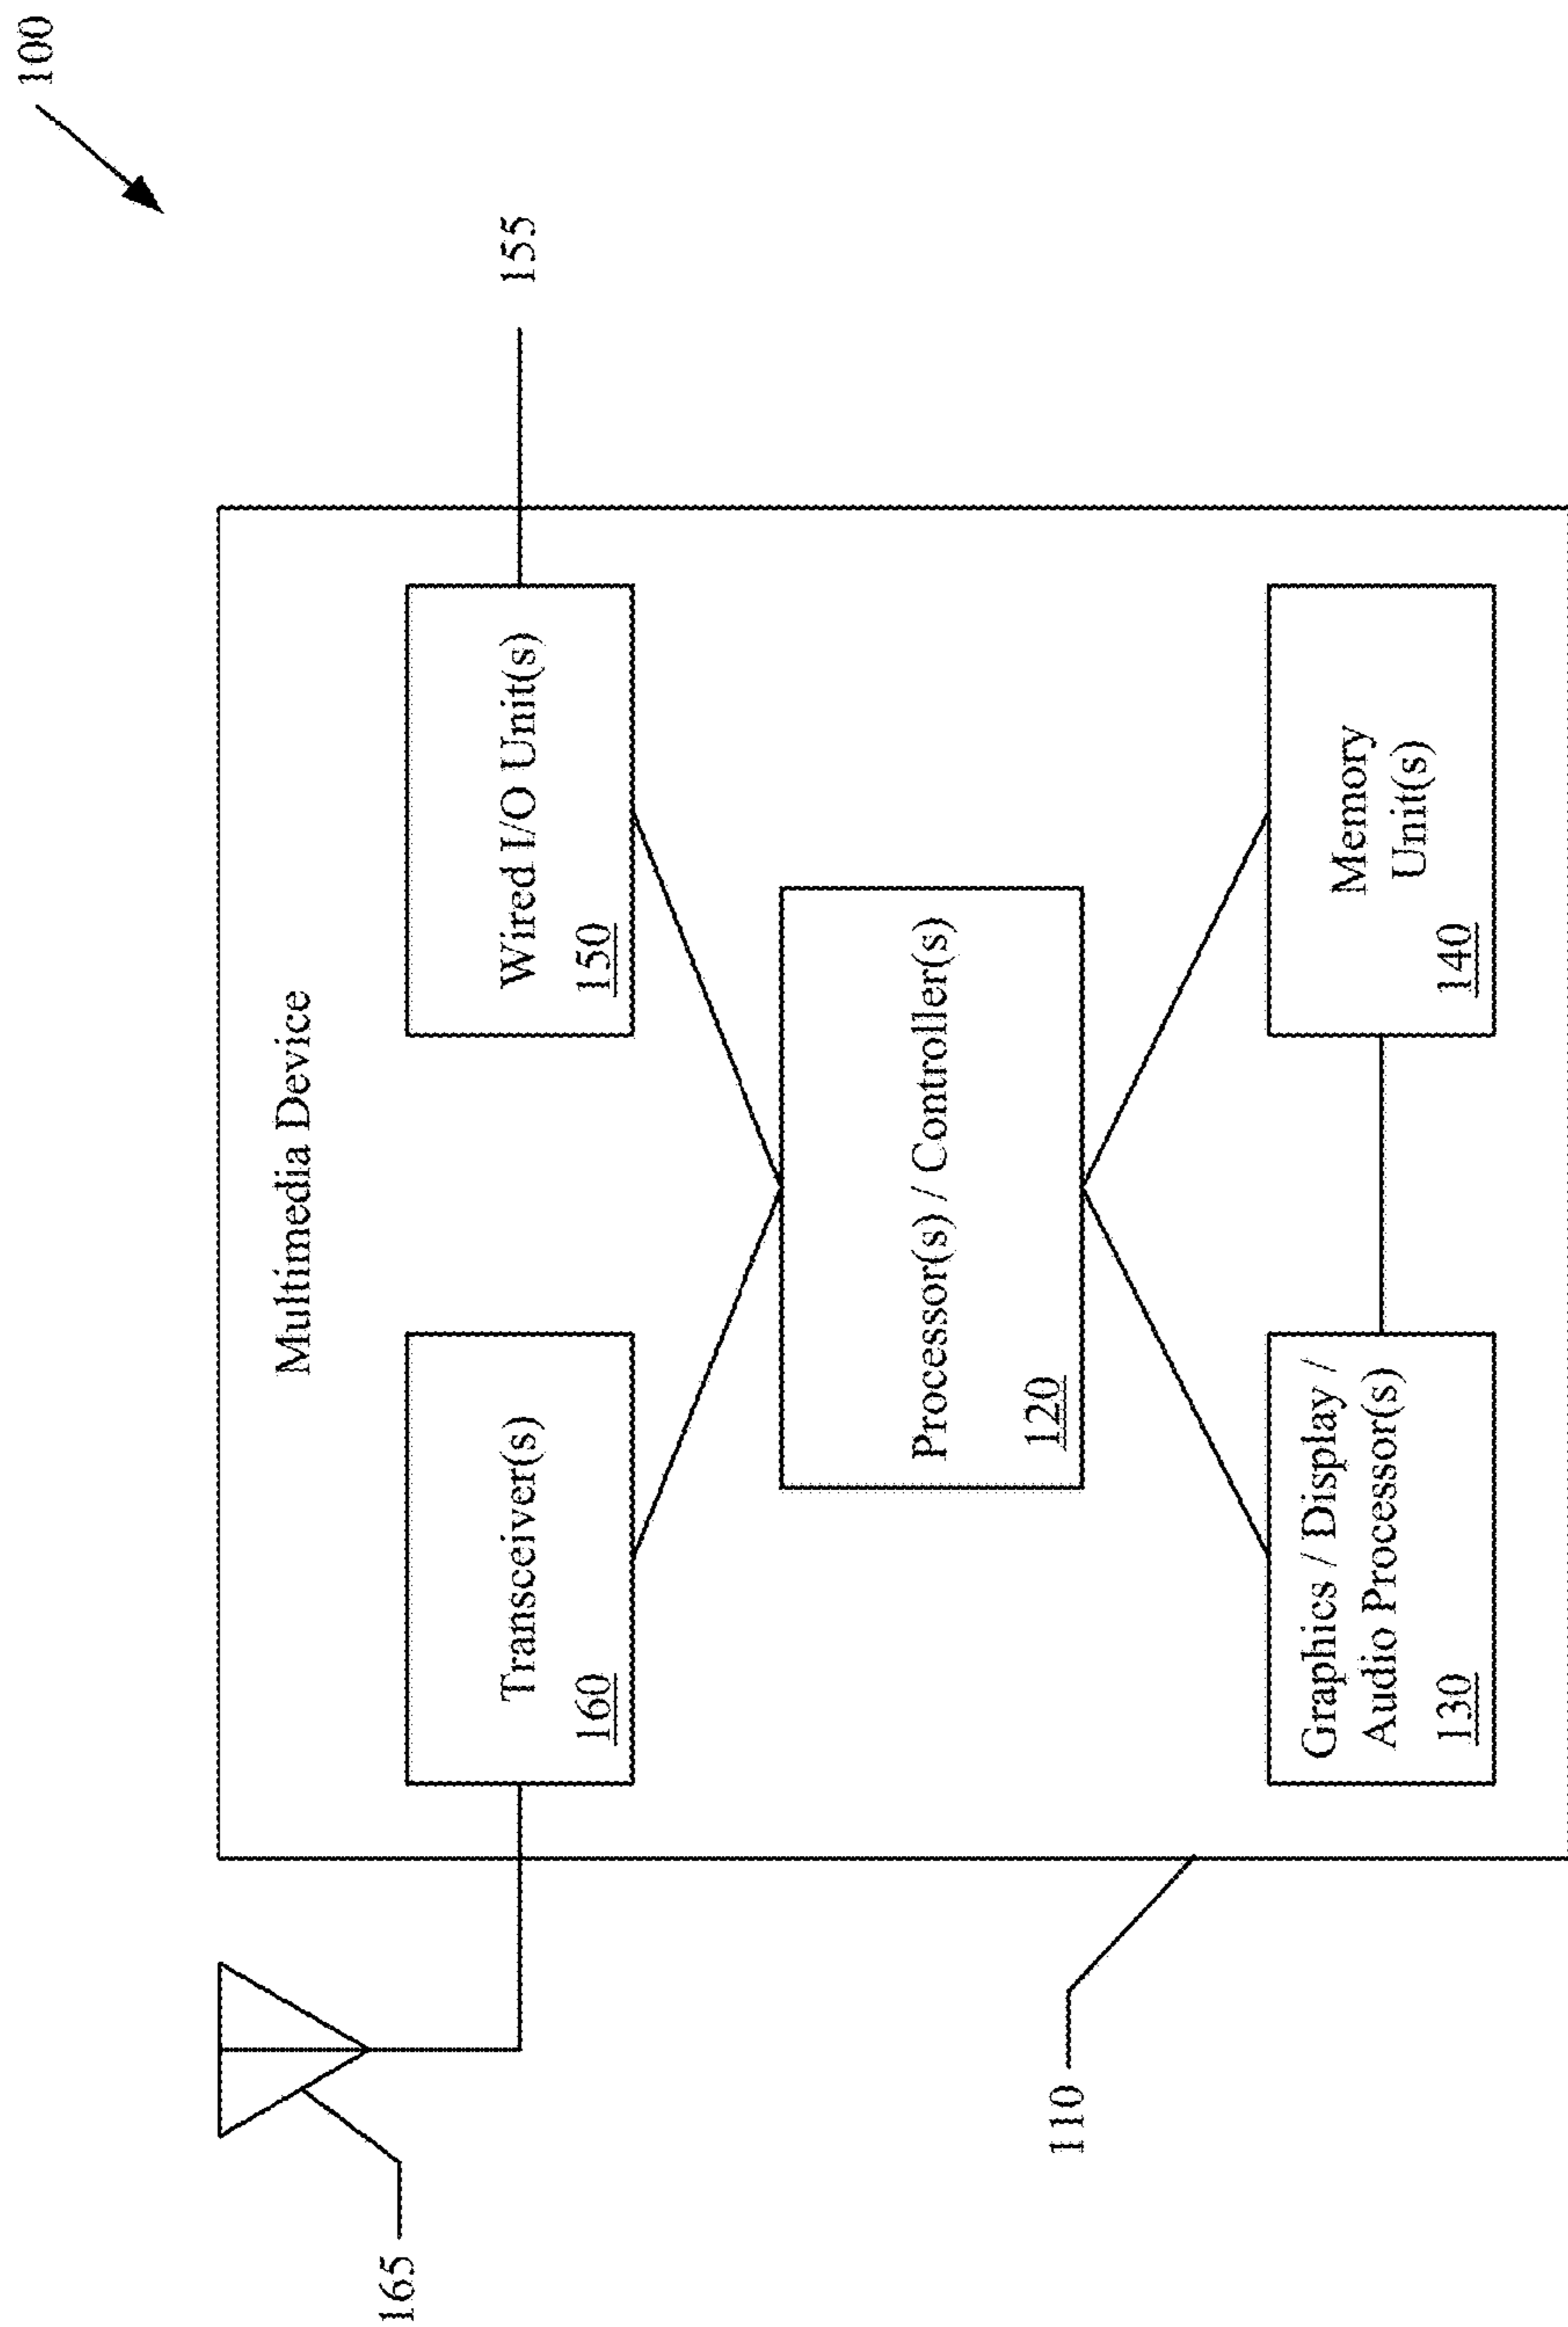 100
Multimedia Device
165
Transceiver(s)
160
Wired I/O Unit(s)
150
155
Processor(s) / Controller(s)
120
110
Graphics / Display /
Audio Processor(s)
130
Memory
Unit(s)
140